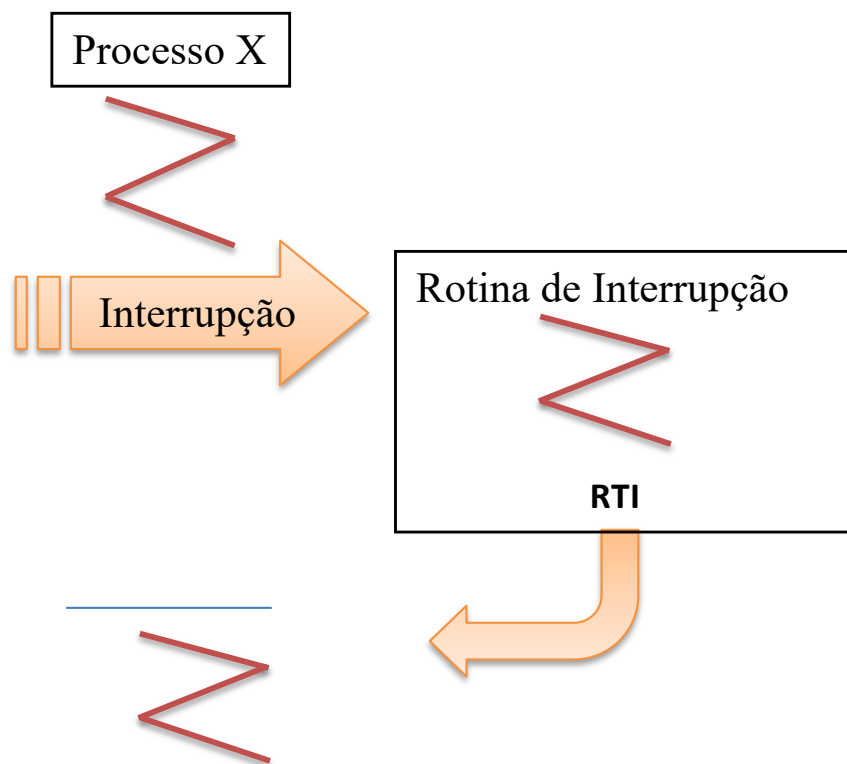 Processo X
Interrupção
Rotina de Interrupção
RTI